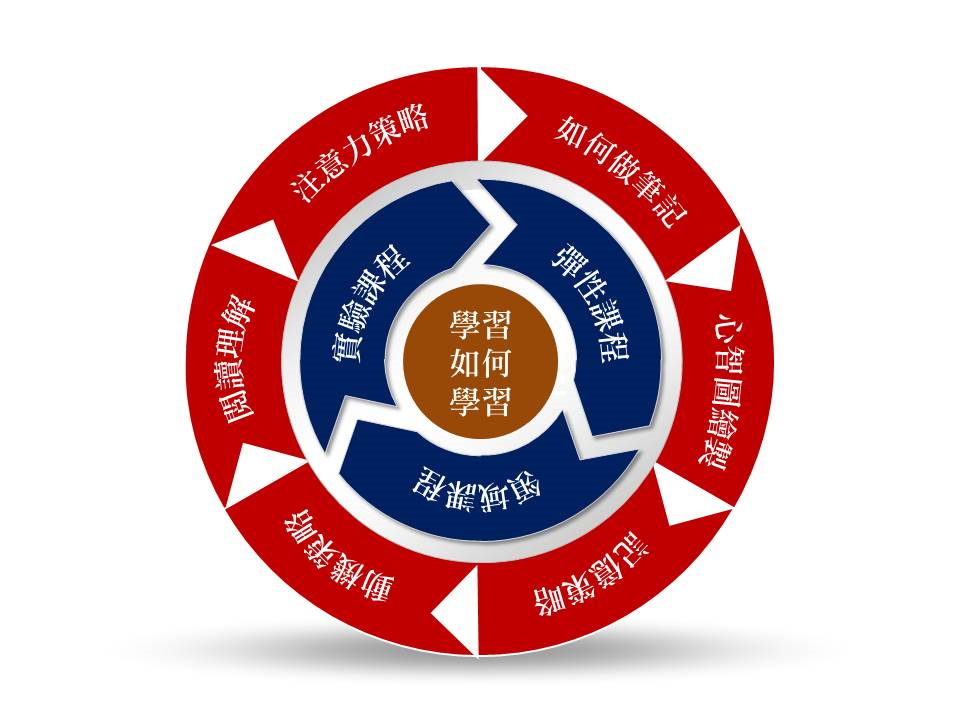 學習
如何
學習
彈性課程
領域課程
實驗課程
如何做筆記
心智圖繪製
記憶策略
動機策略
閱讀理解
注意力策略